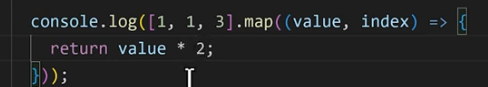 console.log([1, 1, 3].map((value, index) => {
  return value * 2;
}));